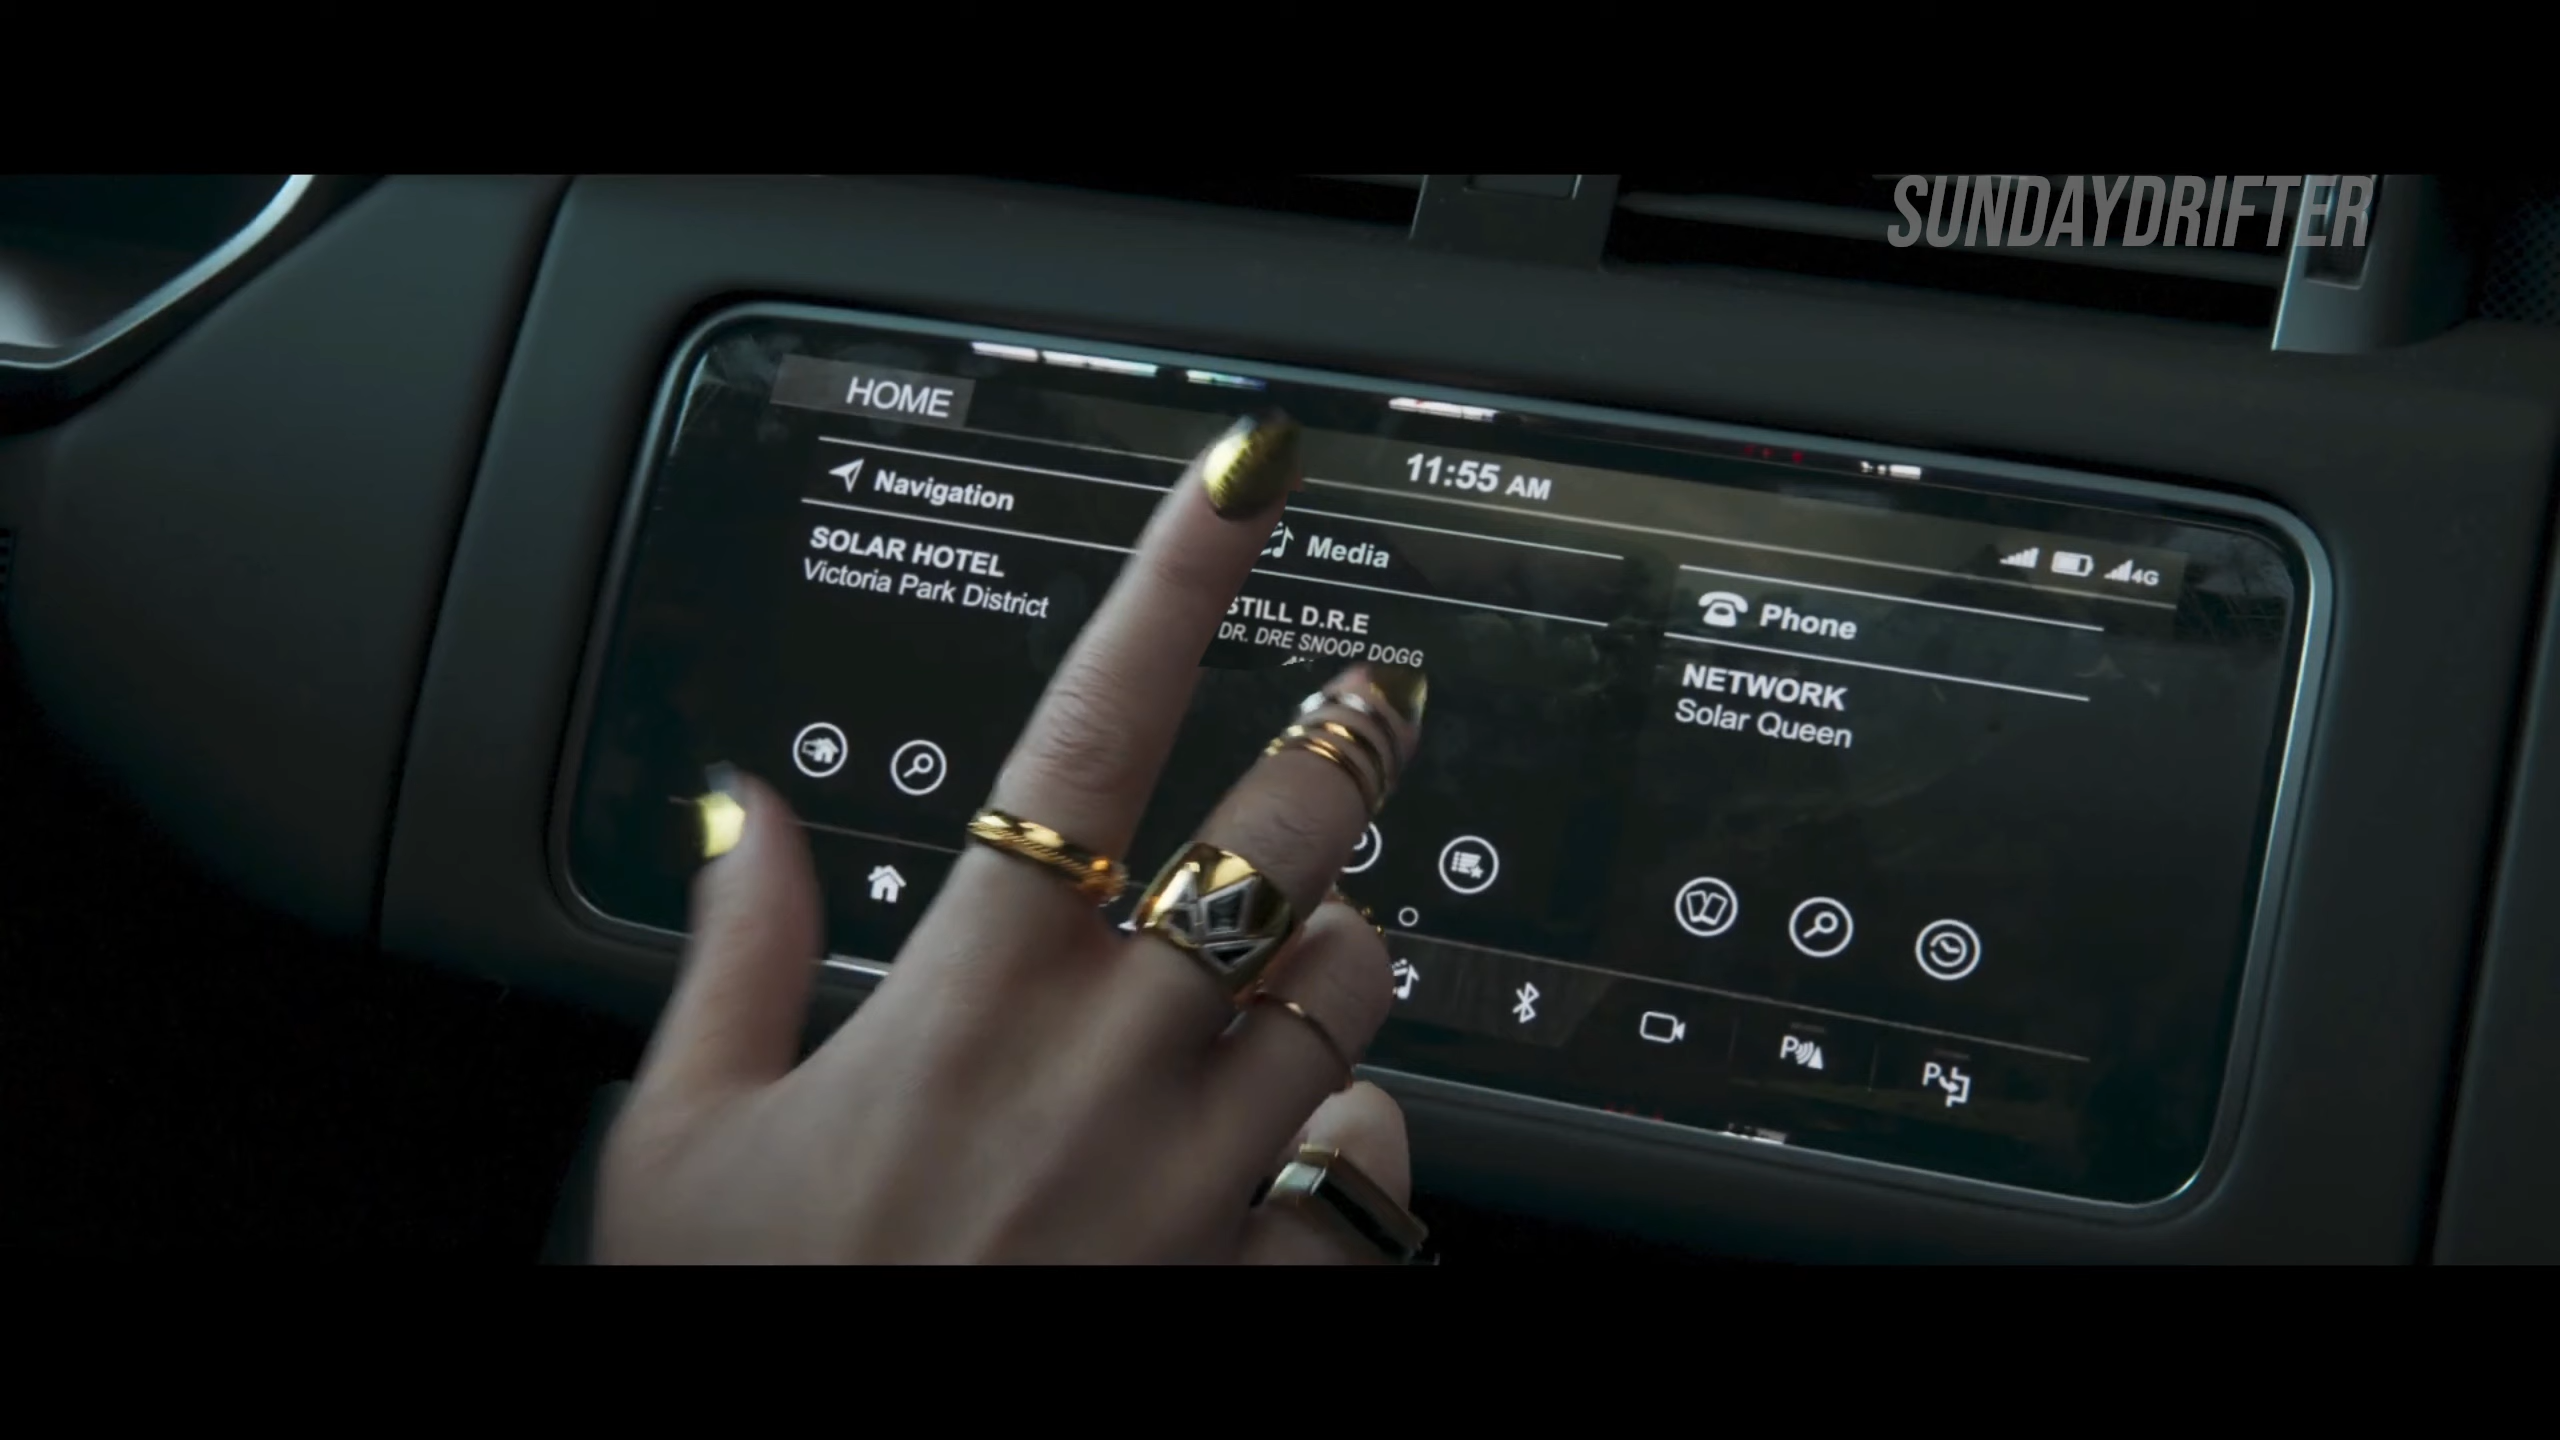 SUNDAYDRIFTER
HOME
11:55 AM
4G
Navigation
SOLAR HOTEL
Victoria Park District
Media
STILL D.R.E
DR. DRE SNOOP DOGG
Phone
NETWORK
Solar Queen
P
P